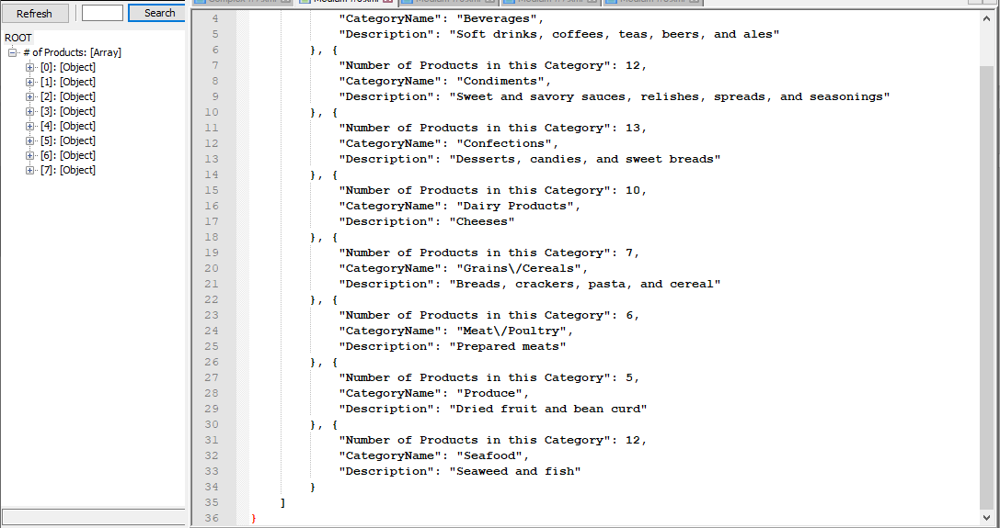 Refresh
Search
ROOT
# of Products: [Array]
[0]: [Object]
[1]: [Object]
[2]: [Object]
[3]: [Object]
[4]: [Object]
[5]: [Object]
[6]: [Object]
[7]: [Object]
4 "CategoryName": "Beverages",
5 "Description": "Soft drinks, coffees, teas, beers, and ales"
6 }, {
7 "Number of Products in this Category": 12,
8 "CategoryName": "Condiments",
9 "Description": "Sweet and savory sauces, relishes, spreads, and seasonings"
10 }, {
11 "Number of Products in this Category": 13,
12 "CategoryName": "Confections",
13 "Description": "Desserts, candies, and sweet breads"
14 }, {
15 "Number of Products in this Category": 10,
16 "CategoryName": "Dairy Products",
17 "Description": "Cheeses"
18 }, {
19 "Number of Products in this Category": 7,
20 "CategoryName": "Grains\/Cereals",
21 "Description": "Breads, crackers, pasta, and cereal"
22 }, {
23 "Number of Products in this Category": 6,
24 "CategoryName": "Meat\/Poultry",
25 "Description": "Prepared meats"
26 }, {
27 "Number of Products in this Category": 5,
28 "CategoryName": "Produce",
29 "Description": "Dried fruit and bean curd"
30 }, {
31 "Number of Products in this Category": 12,
32 "CategoryName": "Seafood",
33 "Description": "Seaweed and fish"
34 }
35 ]
36 }